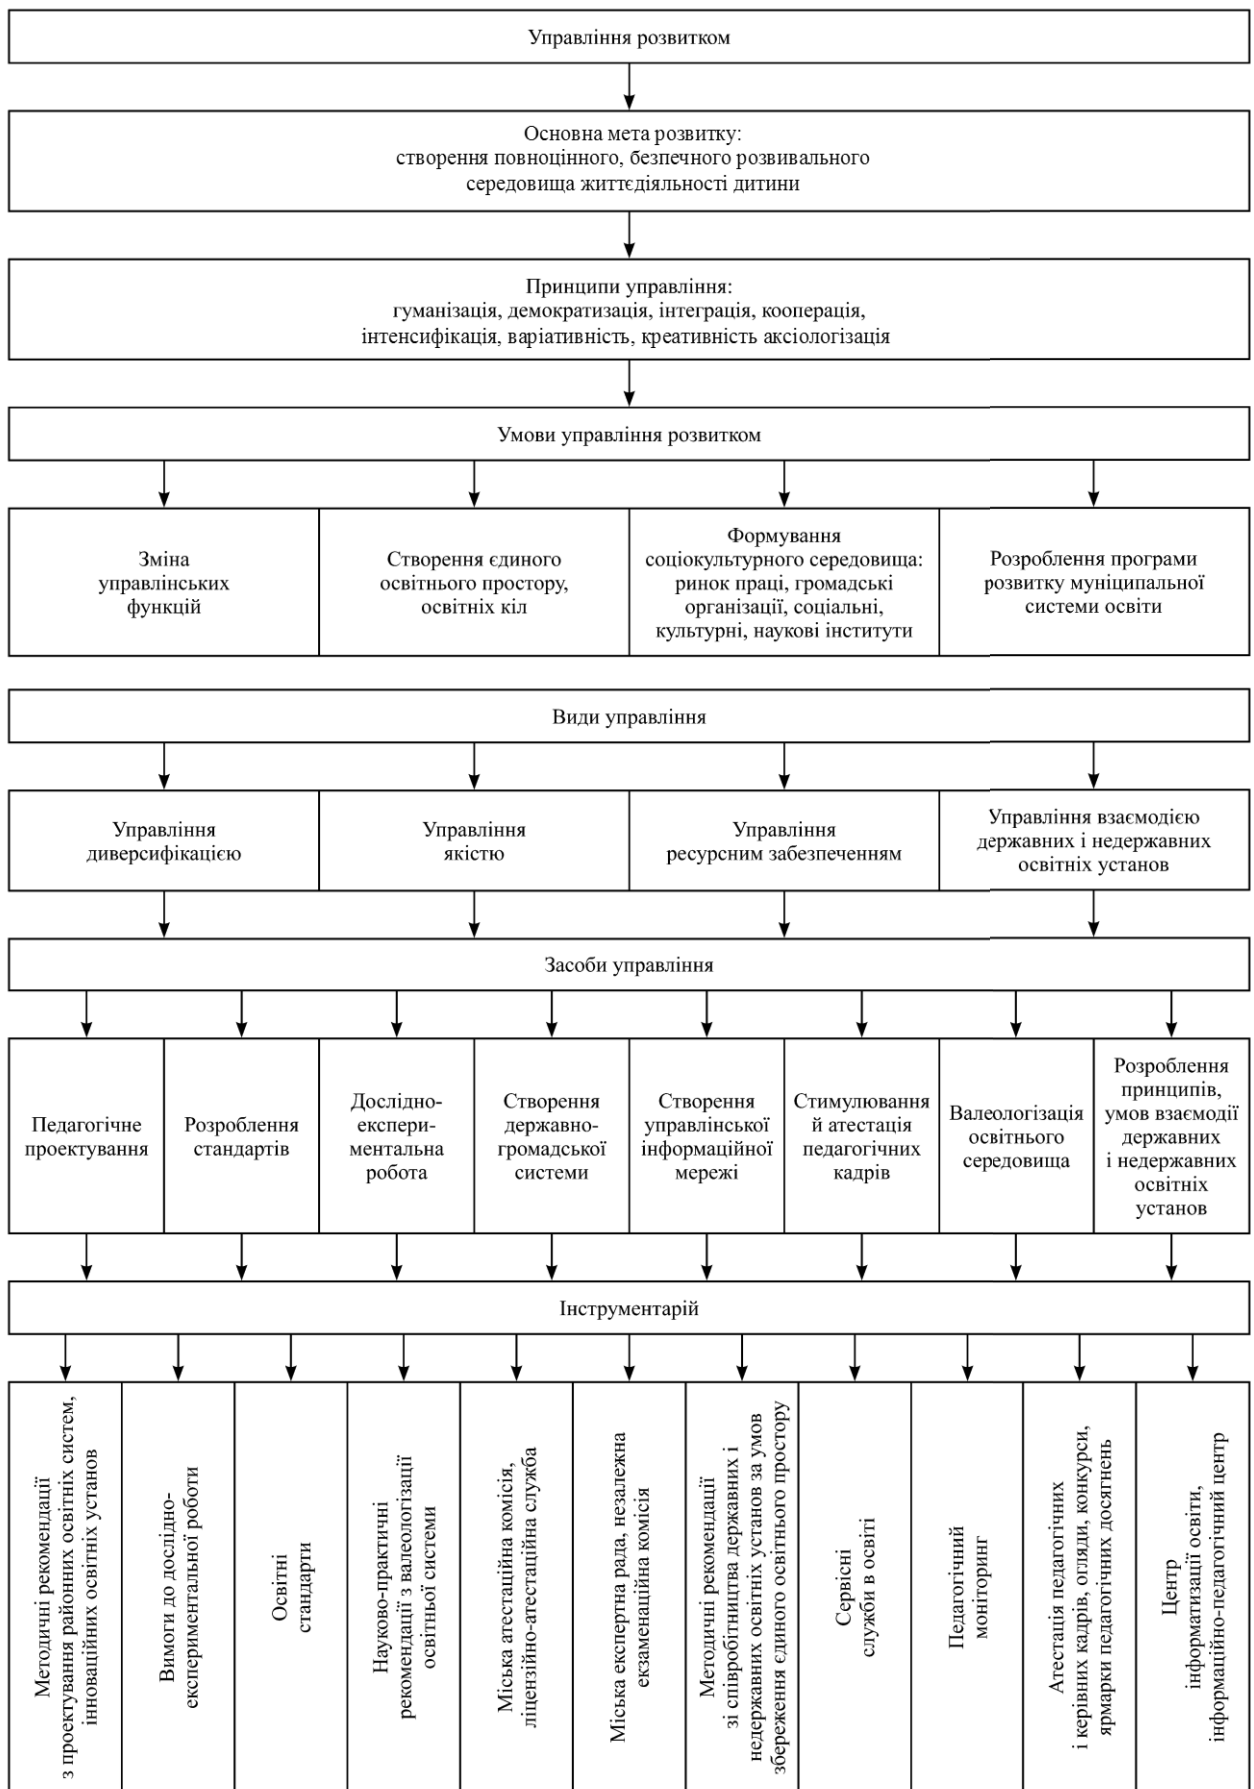 Управління розвитком
Основна мета розвитку:
створення повноцінного, безпечного розвивального
середовища життєдіяльності дитини
Принципи управління:
гуманізація, демократизація, інтеграція, кооперація,
інтенсифікація, варіативність, креативність аксіологізація
Умови управління розвитком
Зміна
управлінських
функцій
Створення єдиного
освітнього простору,
освітніх кіл
Формування
соціокультурного середовища:
ринок праці, громадські
організації, соціальні,
культурні, наукові інститути
Розроблення програми
розвитку муніципальної
системи освіти
Види управління
Управління
диверсифікацією
Управління
якістю
Управління
ресурсним забезпеченням
Управління взаємодією
державних і недержавних
освітніх установ
Засоби управління
Педагогічне
проектування
Розроблення
стандартів
Дослідно-
експери-
ментальна
робота
Створення
державно-
громадської
системи
Створення
управлінської
інформаційної
мережі
Стимулювання
й атестація
педагогічних
кадрів
Валеологізація
освітнього
середовища
Розроблення
принципів,
умов взаємодії
державних
і недержавних
освітніх
установ
Інструментарій
Методичні рекомендації
з проектування районних освітніх систем,
інноваційних освітніх установ
Вимоги до дослідно-
експериментальної роботи
Освітні
стандарти
Науково-практичні
рекомендації з валеологізації
освітньої системи
Міська атестаційна комісія,
ліцензійно-атестаційна служба
Міська експертна рада, незалежна
екзаменаційна комісія
Методичні рекомендації
зі співробітництва державних і
недержавних освітніх установ за умов
збереження єдиного освітнього простору
Сервісні
служби в освіті
Педагогічний
моніторинг
Атестація педагогічних
і керівних кадрів, огляди, конкурси,
ярмарки педагогічних досягнень
Центр
інформатизації освіти,
інформаційно-педагогічний центр